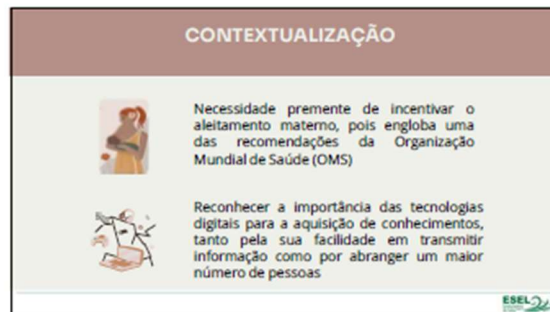 CONTEXTUALIZAÇÃO
Necessidade premente de incentivar o
aleitamento materno, pois engloba uma
das recomendações da Organização
Mundial de Saúde (OMS)
Reconhecer a importância das tecnologias
digitais para a aquisição de conhecimentos,
tanto pela sua facilidade em transmitir
informação como por abranger um maior
número de pessoas
ESEL